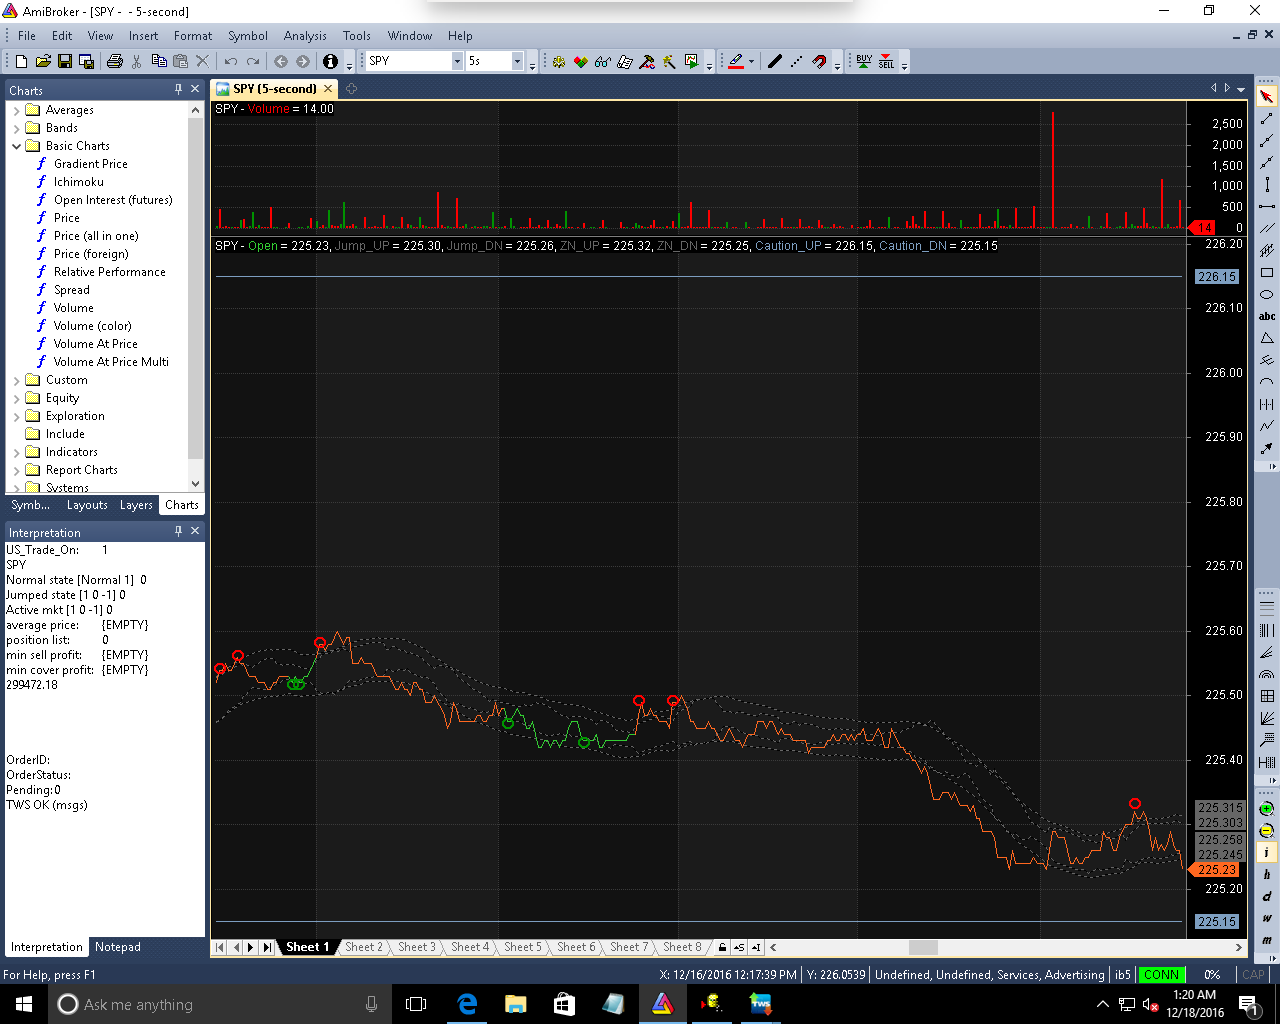 AmiBroker - [SPY - - 5-second]
File Edit View Insert Format Symbol Analysis Tools Window Help
SPY 5s BUY SELL
Charts
SPY (5-second)
Averages
Bands
Basic Charts
Gradient Price
Ichimoku
Open Interest (futures)
Price
Price (all in one)
Price (foreign)
Relative Performance
Spread
Volume
Volume (color)
Volume At Price
Volume At Price Multi
Custom
Equity
Exploration
Include
Indicators
Report Charts
Systems
Symb... Layouts Layers Charts
Interpretation
US_Trade_On: 1
SPY
Normal state [Normal 1] 0
Jumped state [1 0 -1] 0
Active mkt [1 0 -1] 0
average price: {EMPTY}
position list: 0
min sell profit: {EMPTY}
min cover profit: {EMPTY}
299472.18
OrderID:
OrderStatus:
Pending:0
TWS OK (msgs)
Interpretation Notepad
SPY - Volume = 14.00
2,500
2,000
1,500
1,000
500
14 0
SPY - Open = 225.23, Jump_UP = 225.30, Jump_DN = 225.26, ZN_UP = 225.32, ZN_DN = 225.25, Caution_UP = 226.15, Caution_DN = 225.15
226.20
226.15
226.10
226.00
225.90
225.80
225.70
225.60
225.50
225.40
225.315
225.303
225.258
225.245
225.23
225.20
225.15
abc
i
h
d
w
m
Sheet 1 Sheet 2 Sheet 3 Sheet 4 Sheet 5 Sheet 6 Sheet 7 Sheet 8
For Help, press F1 X: 12/16/2016 12:17:39 PM Y: 226.0539 Undefined, Undefined, Services, Advertising ib5 CONN 0% CAP
Ask me anything
TWS
1:20 AM
12/18/2016
1